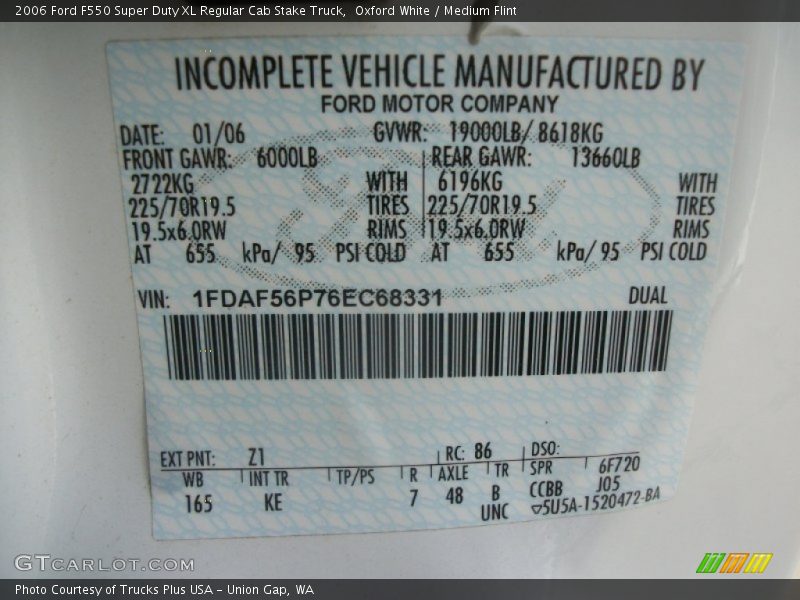 2006 Ford F550 Super Duty XL Regular Cab Stake Truck,  Oxford White / Medium Flint
INCOMPLETE VEHICLE MANUFACTURED BY
FORD MOTOR COMPANY
DATE: 01/06 GVWR: 19000LB/ 8618KG
FRONT GAWR: 6000LB REAR GAWR: 13660LB
2722KG WITH 6196KG WITH
225/70R19.5 TIRES 225/70R19.5 TIRES
19.5x6.0RW RIMS 19.5x6.0RW RIMS
AT 655 kPa/ 95 PSI COLD AT 655 kPa/ 95 PSI COLD
VIN: 1FDAF56P76EC68331 DUAL
EXT PNT: Z1 RC: 86 DSO:
WB INT TR TP/PS R AXLE TR SPR 6F720
165 KE 7 48 B CCBB J05
UNC ▽5U5A-1520472-BA
GTCARLOT.COM
Photo Courtesy of Trucks Plus USA – Union Gap, WA